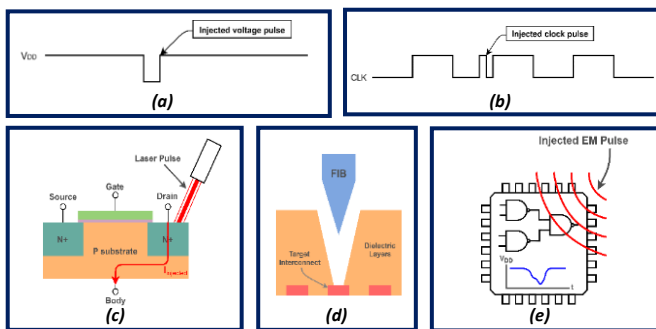 Injected voltage pulse
VDD
(a)
Injected clock pulse
CLK
(b)
Laser Pulse
Source
Gate
Drain
N+
P substrate
N+
Iinjected
Body
(c)
FIB
Target
Interconnect
Dielectric
Layers
(d)
Injected EM Pulse
VDD
t
(e)